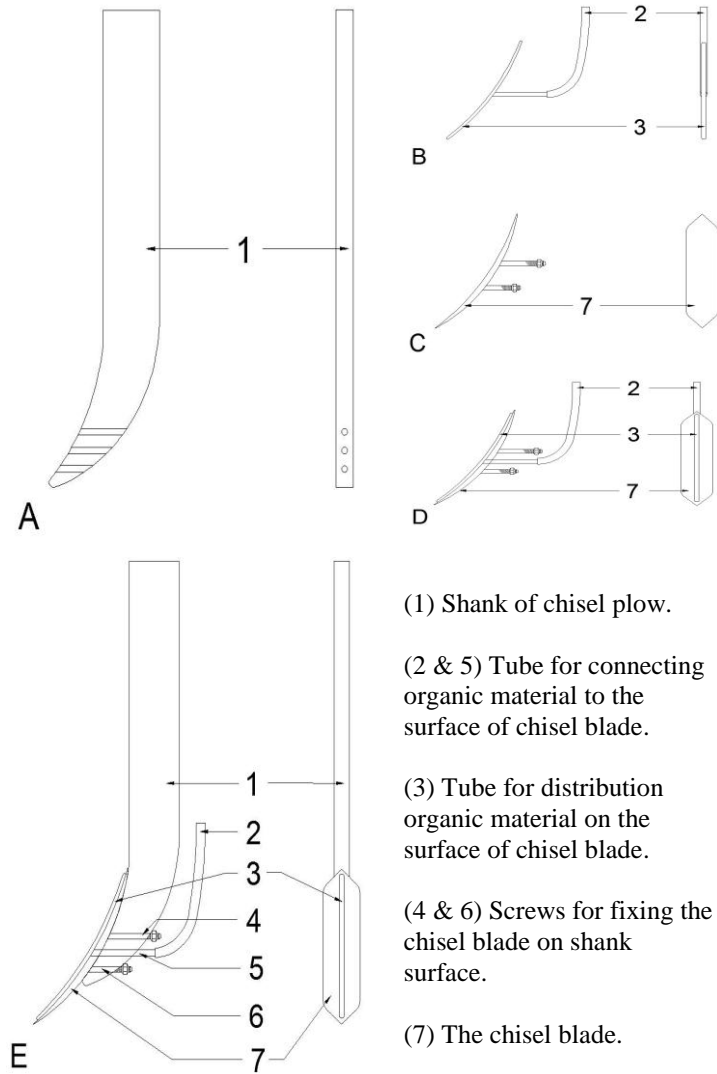 1
A
2
3
B
7
C
2
3
7
D
1
2
3
4
5
6
7
E
(1) Shank of chisel plow.
(2 & 5) Tube for connecting
organic material to the
surface of chisel blade.
(3) Tube for distribution
organic material on the
surface of chisel blade.
(4 & 6) Screws for fixing the
chisel blade on shank
surface.
(7) The chisel blade.